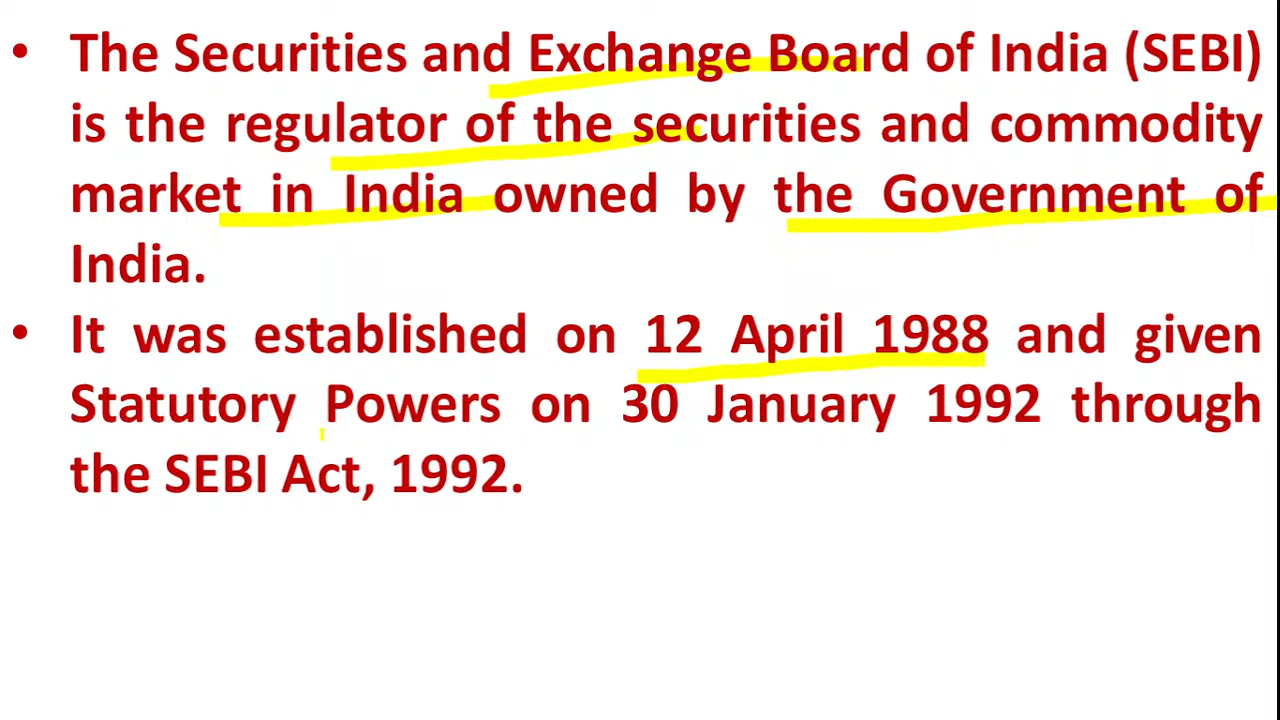 • The Securities and Exchange Board of India (SEBI)
is the regulator of the securities and commodity
market in India owned by the Government of
India.
• It was established on 12 April 1988 and given
Statutory Powers on 30 January 1992 through
the SEBI Act, 1992.